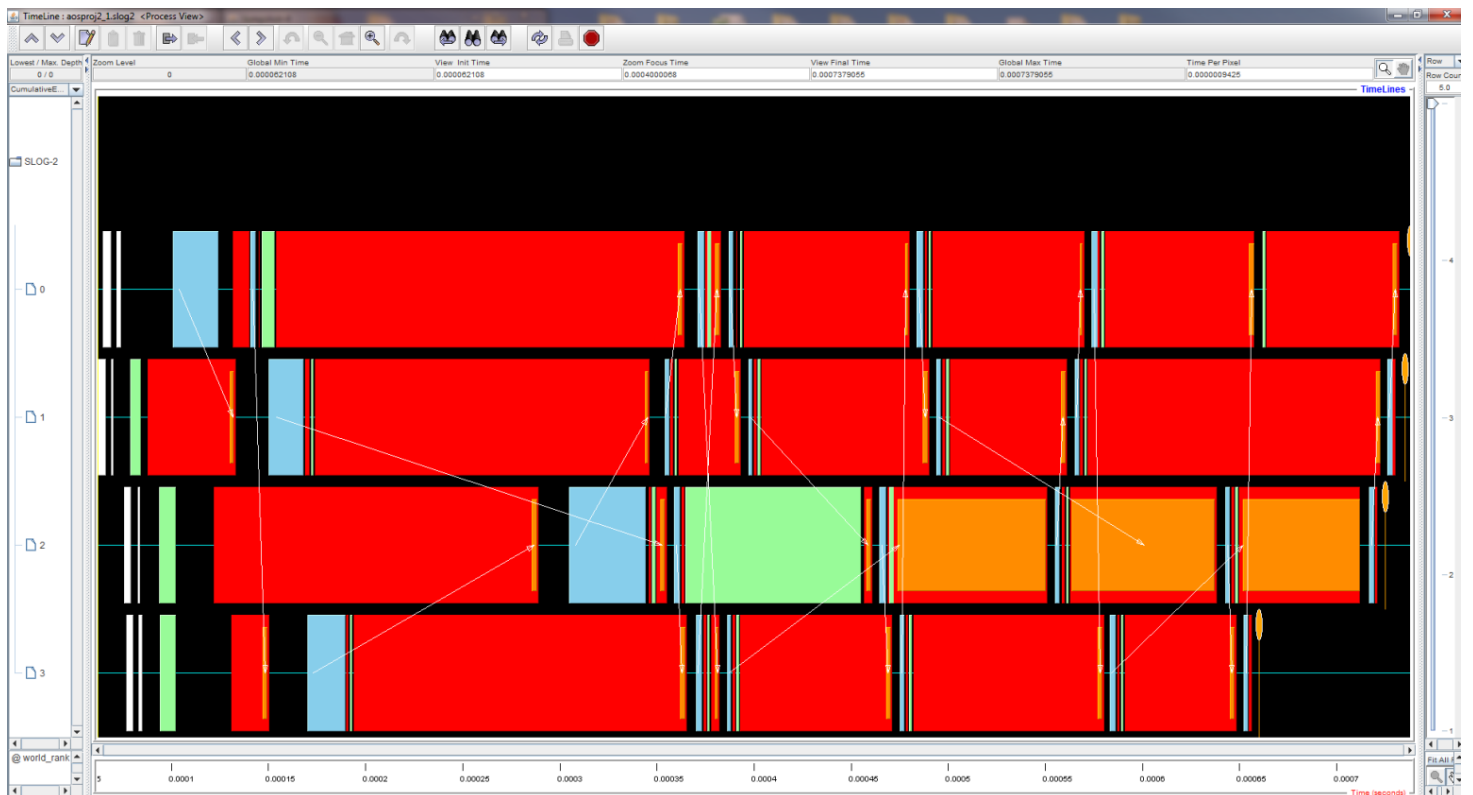 TimeLine : aosproj2_1.slog2 <Process View>
Lowest / Max. Depth
0 / 0
Zoom Level
0
Global Min Time
0.000062108
View Init Time
0.000062108
Zoom Focus Time
0.0004000068
View Final Time
0.0007379055
Global Max Time
0.0007379055
Time Per Pixel
0.0000009425
Row
Row Coun
5.0
CumulativeE...
TimeLines
SLOG-2
0
1
2
3
4
3
2
1
@ world_rank
5
0.0001
0.00015
0.0002
0.00025
0.0003
0.00035
0.0004
0.00045
0.0005
0.00055
0.0006
0.00065
0.0007
Time (seconds)
Fit All